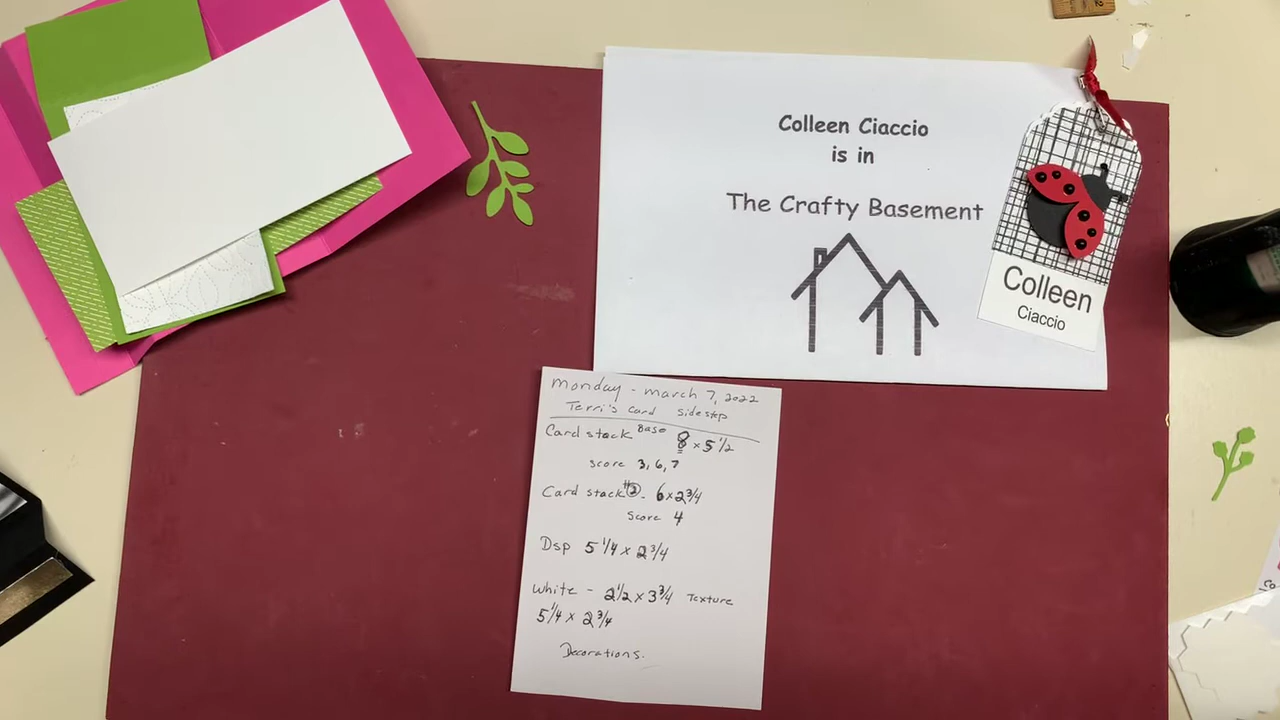 Colleen Ciaccio
is in
The Crafty Basement
Colleen
Ciaccio
monday - march 7, 2022
Terri's card sidestep
Card stock Base 8 x 5 1/2
score 3, 6, 7
Card stock #2 - 6 x 2 3/4
score 4
Dsp 5 1/4 x 2 3/4
white - 2 1/2 x 3 3/4 Texture
5 1/4 x 2 3/4
Decorations.